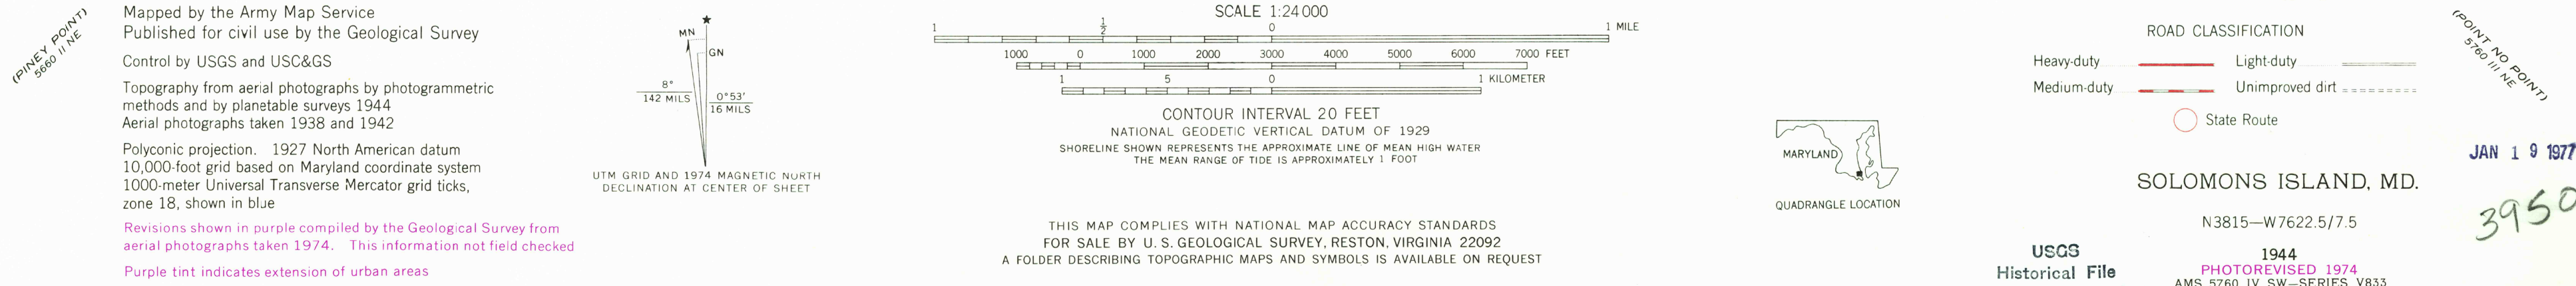 (PINEY POINT)
5660 II NE
Mapped by the Army Map Service
Published for civil use by the Geological Survey
Control by USGS and USC&GS
Topography from aerial photographs by photogrammetric
methods and by planetable surveys 1944
Aerial photographs taken 1938 and 1942
Polyconic projection. 1927 North American datum
10,000-foot grid based on Maryland coordinate system
1000-meter Universal Transverse Mercator grid ticks,
zone 18, shown in blue
Revisions shown in purple compiled by the Geological Survey from
aerial photographs taken 1974. This information not field checked
Purple tint indicates extension of urban areas
MN
GN
8°
142 MILS
0°53′
16 MILS
UTM GRID AND 1974 MAGNETIC NORTH
DECLINATION AT CENTER OF SHEET
SCALE 1:24000
1 1/2 0 1 MILE
1000 0 1000 2000 3000 4000 5000 6000 7000 FEET
1 5 0 1 KILOMETER
CONTOUR INTERVAL 20 FEET
NATIONAL GEODETIC VERTICAL DATUM OF 1929
SHORELINE SHOWN REPRESENTS THE APPROXIMATE LINE OF MEAN HIGH WATER
THE MEAN RANGE OF TIDE IS APPROXIMATELY 1 FOOT
THIS MAP COMPLIES WITH NATIONAL MAP ACCURACY STANDARDS
FOR SALE BY U. S. GEOLOGICAL SURVEY, RESTON, VIRGINIA 22092
A FOLDER DESCRIBING TOPOGRAPHIC MAPS AND SYMBOLS IS AVAILABLE ON REQUEST
MARYLAND
QUADRANGLE LOCATION
ROAD CLASSIFICATION
Heavy-duty Light-duty
Medium-duty Unimproved dirt
State Route
SOLOMONS ISLAND, MD.
N3815—W7622.5/7.5
1944
PHOTOREVISED 1974
AMS 5760 IV SW—SERIES V833
USGS
Historical File
(POINT NO POINT)
5760 III NE
JAN 19 1977
3950